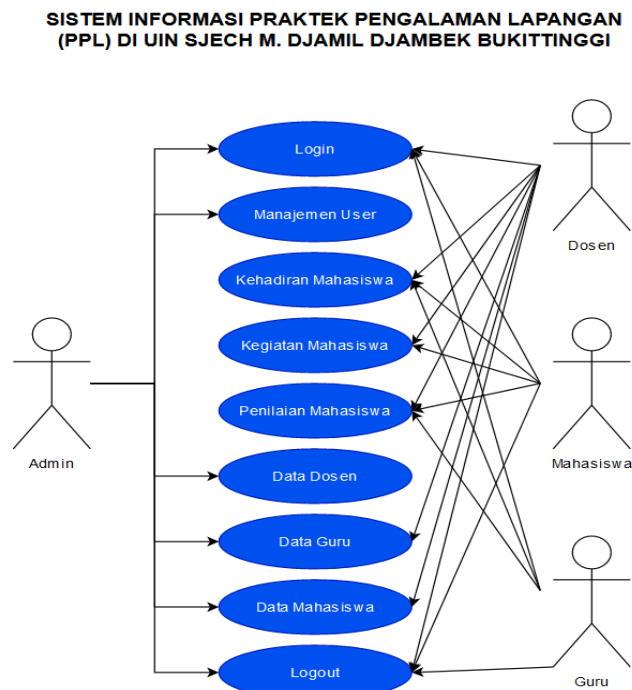 SISTEM INFORMASI PRAKTEK PENGALAMAN LAPANGAN
(PPL) DI UIN SJECH M. DJAMIL DJAMBEK BUKITTINGGI
Login
Manajemen User
Kehadiran Mahasiswa
Kegiatan Mahasiswa
Penilaian Mahasiswa
Data Dosen
Data Guru
Data Mahasiswa
Logout
Admin
Dosen
Mahasiswa
Guru